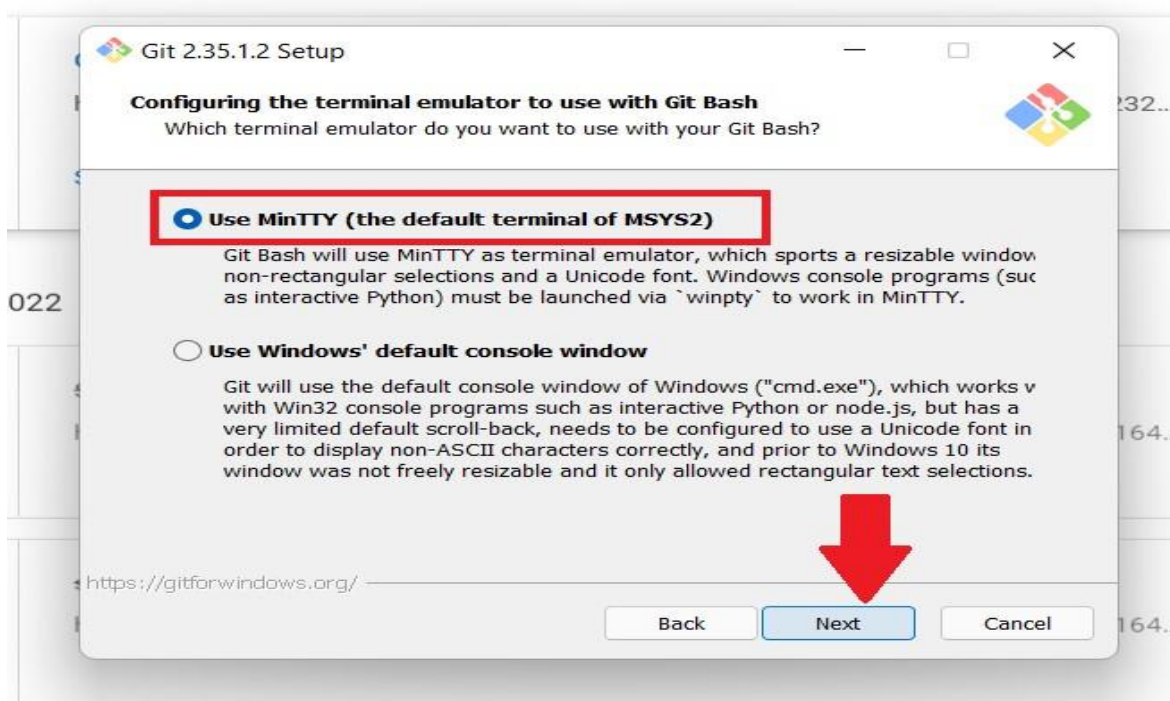 Git 2.35.1.2 Setup
Configuring the terminal emulator to use with Git Bash
Which terminal emulator do you want to use with your Git Bash?
232..
Use MinTTY (the default terminal of MSYS2)
Git Bash will use MinTTY as terminal emulator, which sports a resizable window
non-rectangular selections and a Unicode font. Windows console programs (suc
as interactive Python) must be launched via `winpty` to work in MinTTY.
022
Use Windows' default console window
Git will use the default console window of Windows ("cmd.exe"), which works
with Win32 console programs such as interactive Python or node.js, but has a
very limited default scroll-back, needs to be configured to use a Unicode font in
164.
order to display non-ASCII characters correctly, and prior to Windows 10 its
window was not freely resizable and it only allowed rectangular text selections.
https://gitforwindows.org/
Back Next Cancel
164.